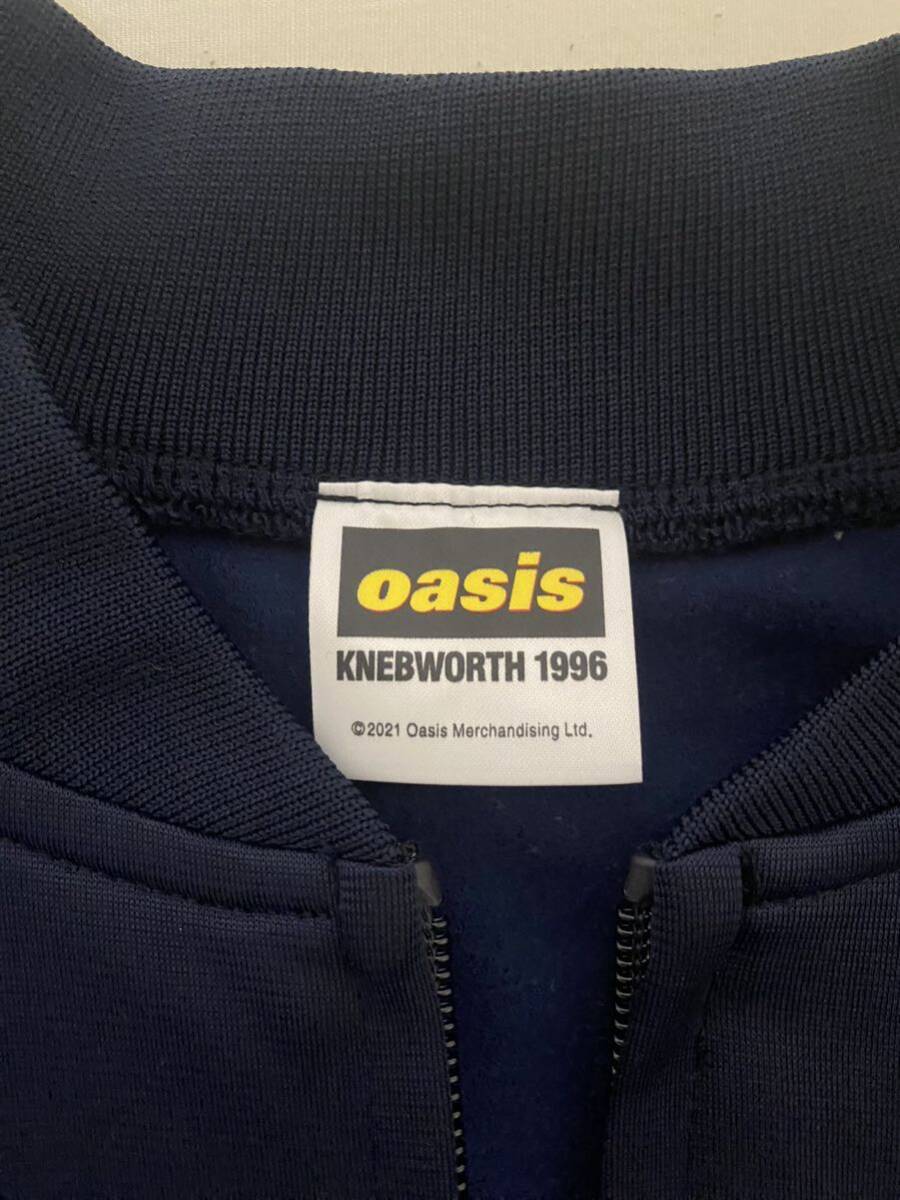 oasis
KNEBWORTH 1996
©2021 Oasis Merchandising Ltd.